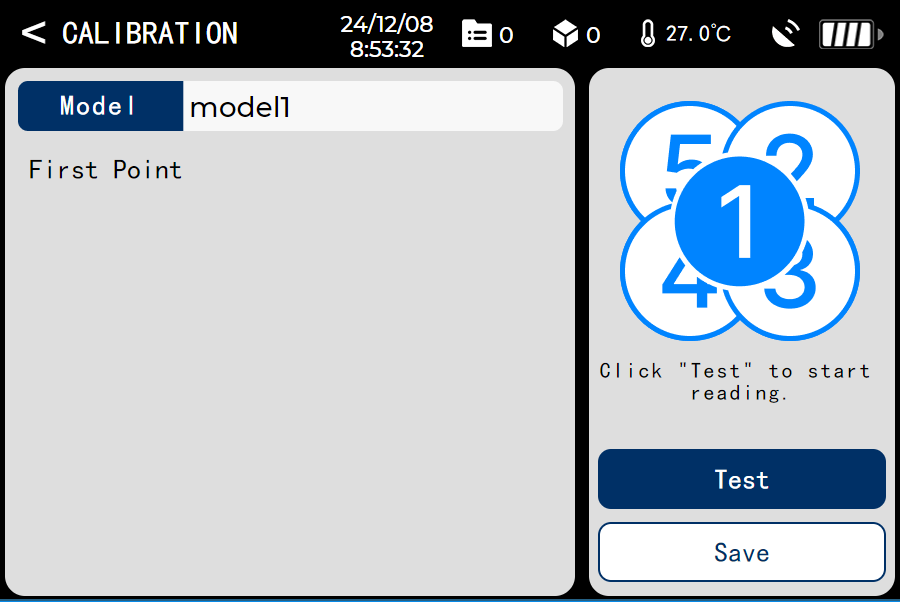 < CALIBRATION
24/12/08
8:53:32
0
0
27.0℃
Model
model1
First Point
5
2
1
4
3
Click "Test" to start
reading.
Test
Save